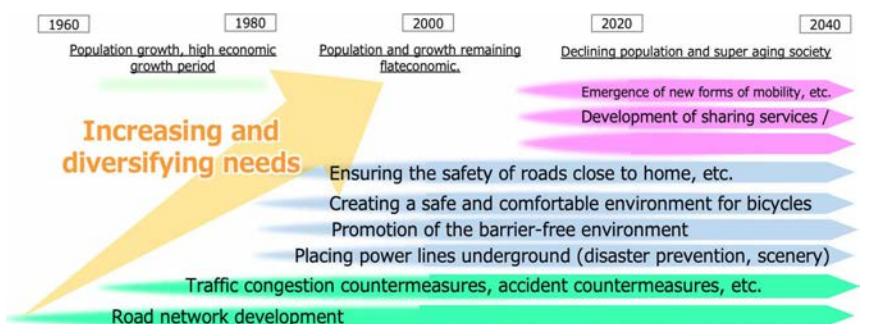 1960 1980 2000 2020 2040
Population growth, high economic
growth period
Population and growth remaining
flateconomic.
Declining population and super aging society
Emergence of new forms of mobility, etc.
Development of sharing services /
Increasing and
diversifying needs
Ensuring the safety of roads close to home, etc.
Creating a safe and comfortable environment for bicycles
Promotion of the barrier-free environment
Placing power lines underground (disaster prevention, scenery)
Traffic congestion countermeasures, accident countermeasures, etc.
Road network development